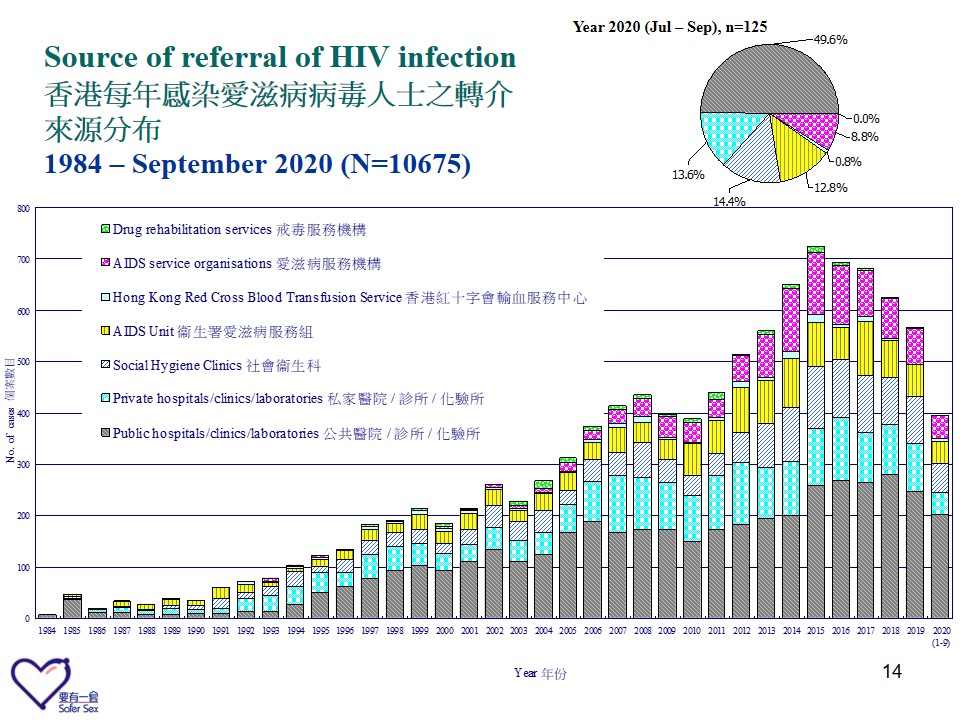 Source of referral of HIV infection
香港每年感染愛滋病病毒人士之轉介
來源分布
1984 – September 2020 (N=10675)
Year 2020 (Jul – Sep), n=125
49.6%
0.0%
8.8%
0.8%
12.8%
14.4%
13.6%
800
700
600
500
400
300
200
100
0
No. of cases 個案數目
Drug rehabilitation services 戒毒服務機構
AIDS service organisations 愛滋病服務機構
Hong Kong Red Cross Blood Transfusion Service 香港紅十字會輸血服務中心
AIDS Unit 衞生署愛滋病服務組
Social Hygiene Clinics 社會衞生科
Private hospitals/clinics/laboratories 私家醫院 / 診所 / 化驗所
Public hospitals/clinics/laboratories 公共醫院 / 診所 / 化驗所
1984 1985 1986 1987 1988 1989 1990 1991 1992 1993 1994 1995 1996 1997 1998 1999 2000 2001 2002 2003 2004 2005 2006 2007 2008 2009 2010 2011 2012 2013 2014 2015 2016 2017 2018 2019 2020
(1-9)
Year 年份
要有一套
Safer Sex
14